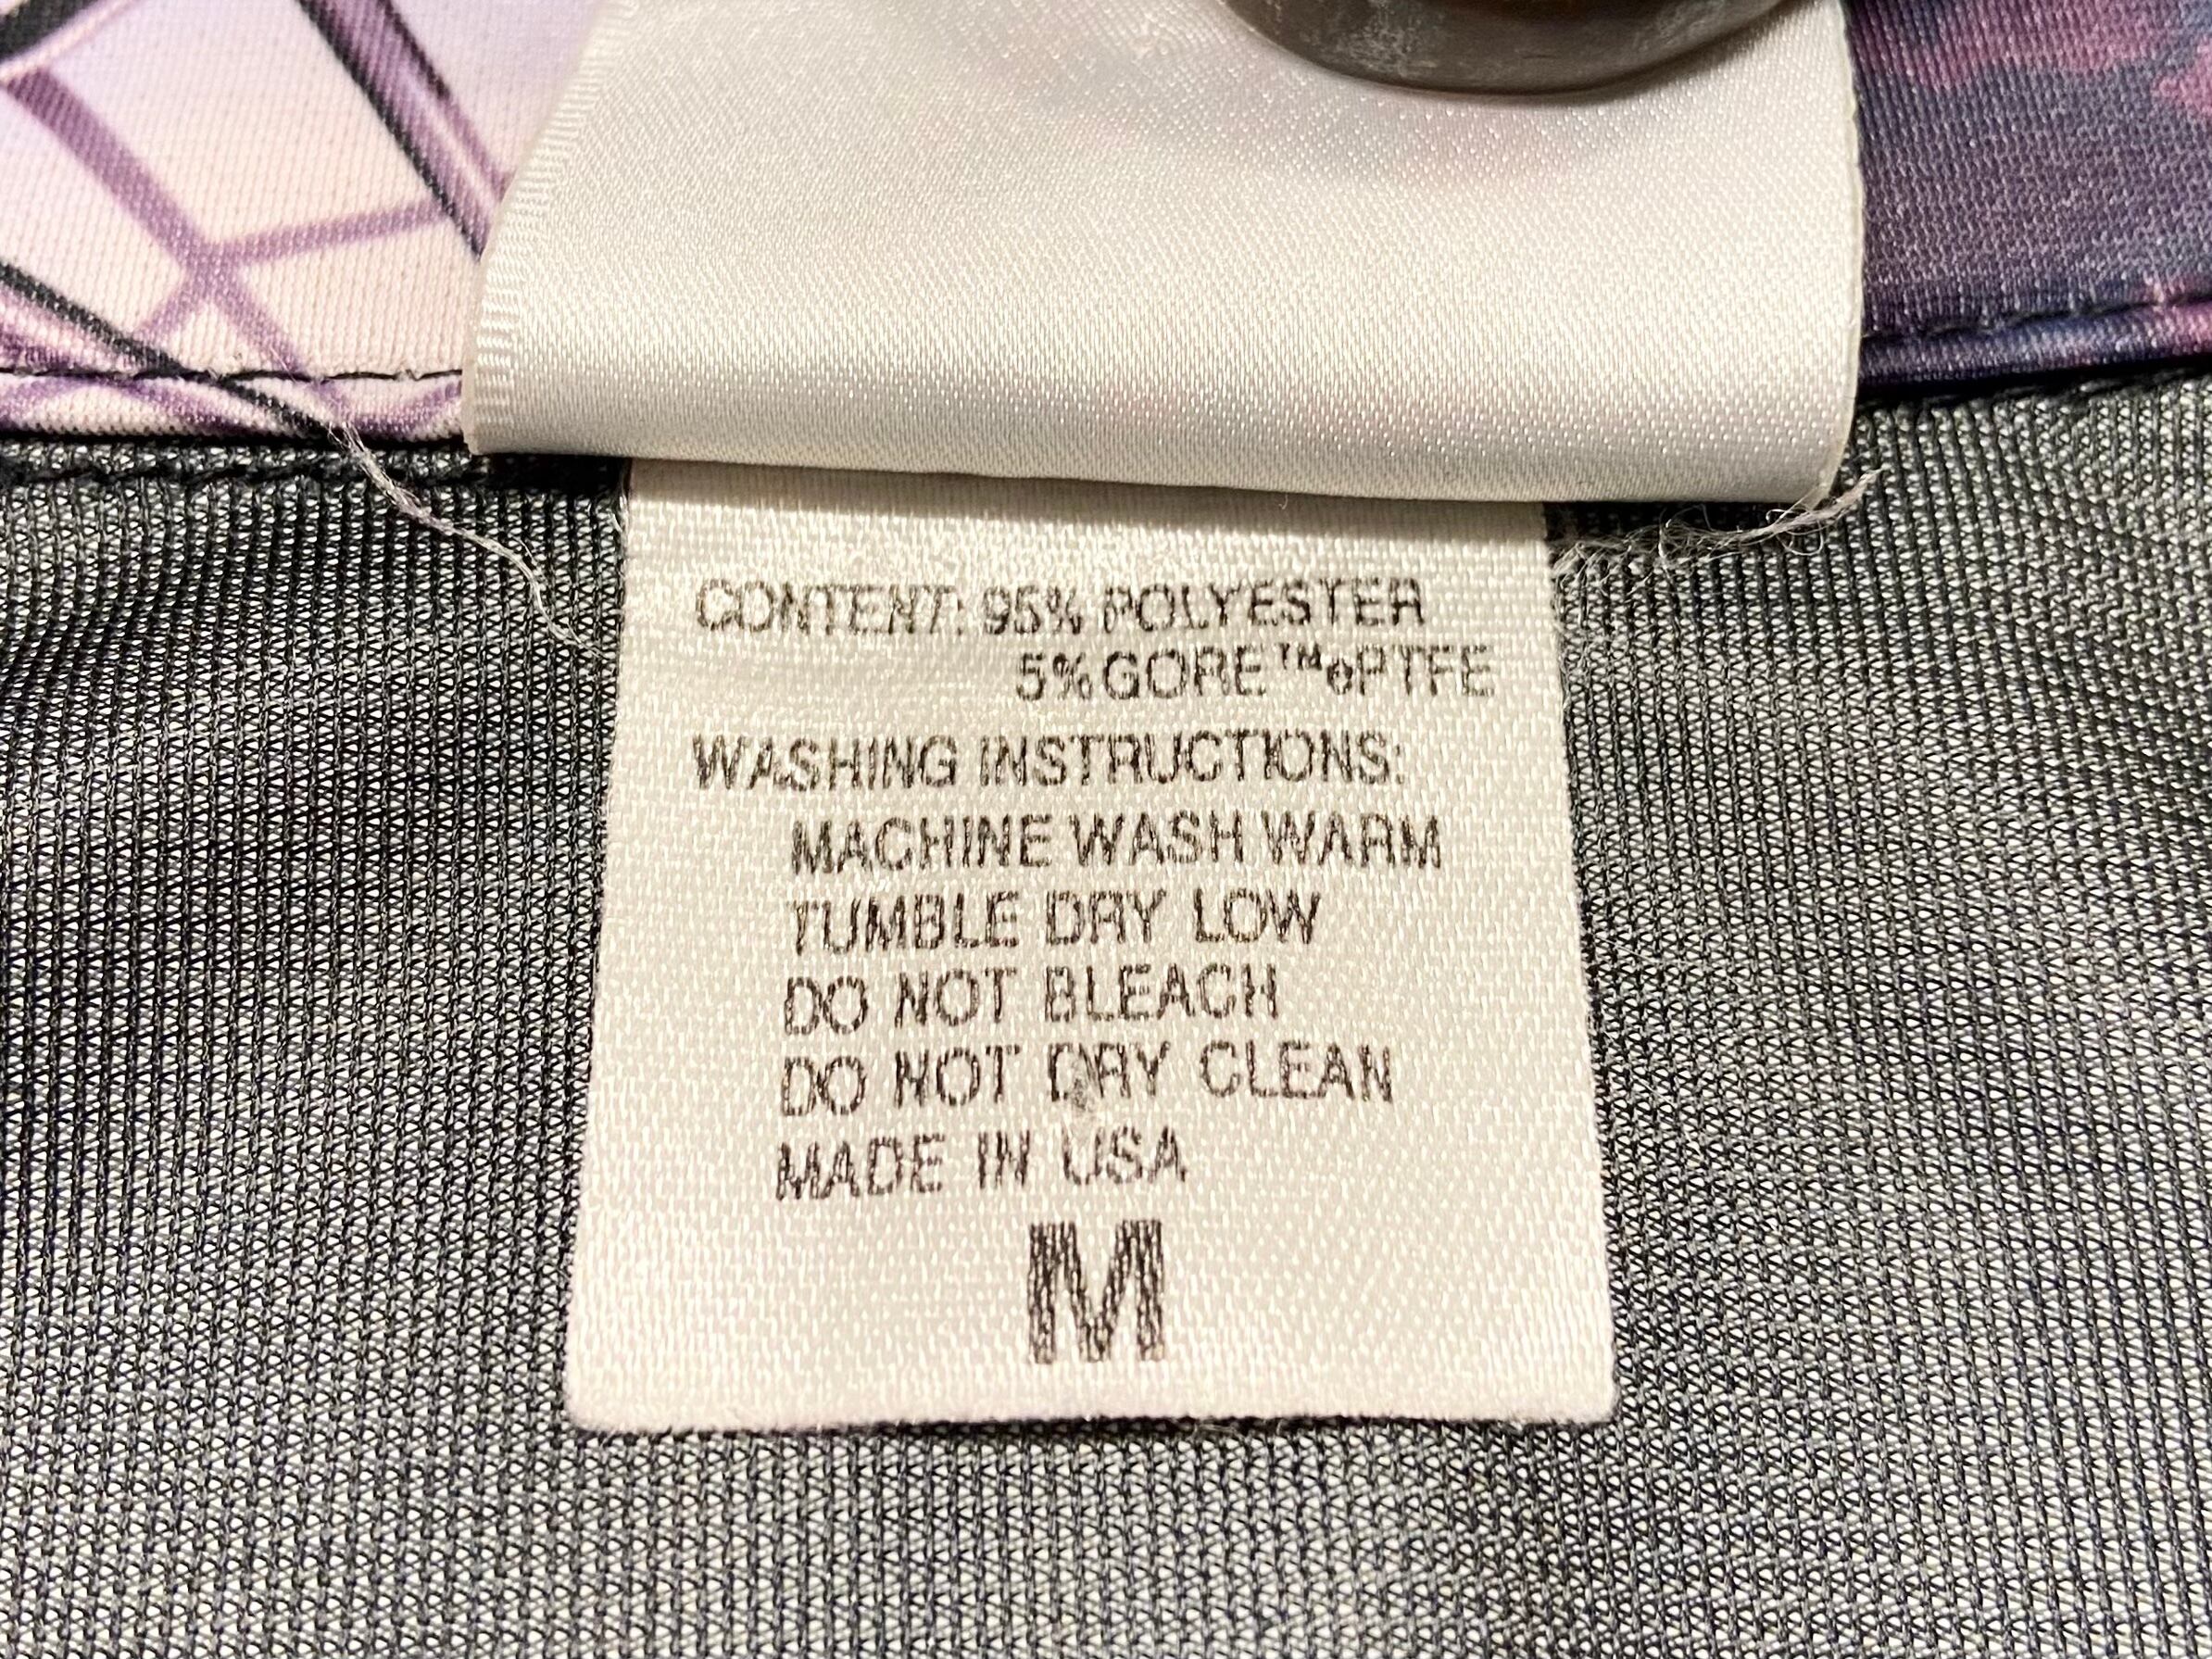 CONTENT: 95% POLYESTER
5% GORE™ePTFE
WASHING INSTRUCTIONS:
MACHINE WASH WARM
TUMBLE DRY LOW
DO NOT BLEACH
DO NOT DRY CLEAN
MADE IN USA
M